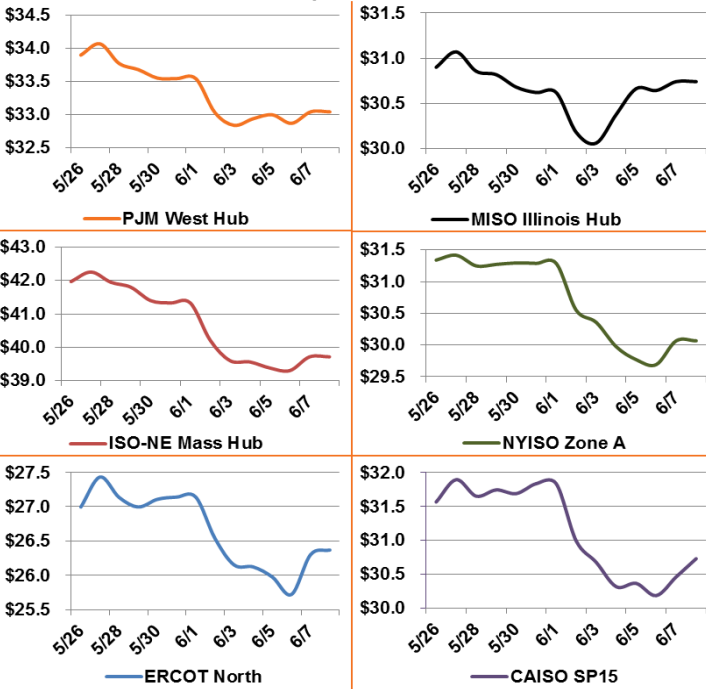 $34.5
$34.0
$33.5
$33.0
$32.5
5/26 5/28 5/30 6/1 6/3 6/5 6/7
PJM West Hub
$31.5
$31.0
$30.5
$30.0
5/26 5/28 5/30 6/1 6/3 6/5 6/7
MISO Illinois Hub
$43.0
$42.0
$41.0
$40.0
$39.0
5/26 5/28 5/30 6/1 6/3 6/5 6/7
ISO-NE Mass Hub
$31.5
$31.0
$30.5
$30.0
$29.5
5/26 5/28 5/30 6/1 6/3 6/5 6/7
NYISO Zone A
$27.5
$27.0
$26.5
$26.0
$25.5
5/26 5/28 5/30 6/1 6/3 6/5 6/7
ERCOT North
$32.0
$31.5
$31.0
$30.5
$30.0
5/26 5/28 5/30 6/1 6/3 6/5 6/7
CAISO SP15